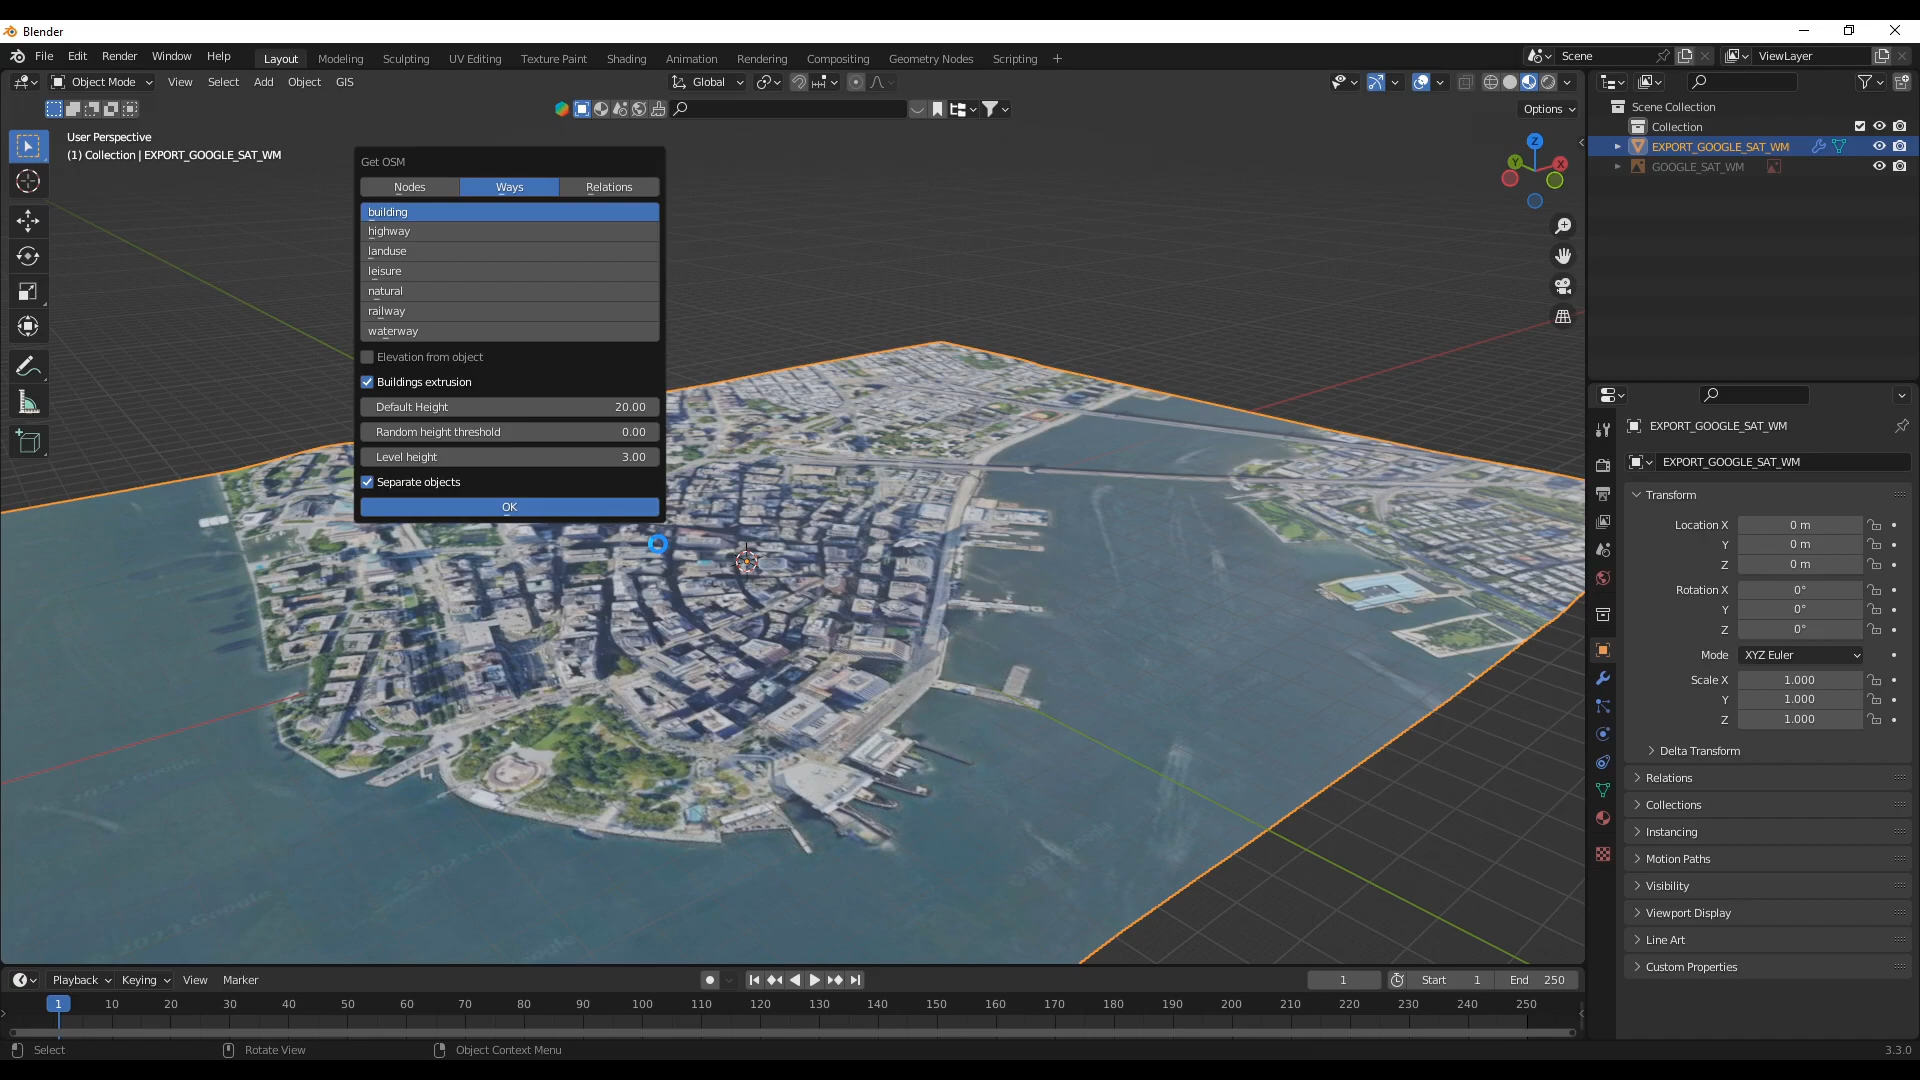 Blender
File Edit Render Window Help
Layout Modeling Sculpting UV Editing Texture Paint Shading Animation Rendering Compositing Geometry Nodes Scripting +
Scene
ViewLayer
Object Mode View Select Add Object GIS
Global
Options
User Perspective
(1) Collection | EXPORT_GOOGLE_SAT_WM
Get OSM
Nodes Ways Relations
building
highway
landuse
leisure
natural
railway
waterway
Elevation from object
Buildings extrusion
Default Height 20.00
Random height threshold 0.00
Level height 3.00
Separate objects
OK
Z
Y
X
Scene Collection
Collection
EXPORT_GOOGLE_SAT_WM
GOOGLE_SAT_WM
EXPORT_GOOGLE_SAT_WM
EXPORT_GOOGLE_SAT_WM
Transform
Location X 0 m
Y 0 m
Z 0 m
Rotation X 0°
Y 0°
Z 0°
Mode XYZ Euler
Scale X 1.000
Y 1.000
Z 1.000
Delta Transform
Relations
Collections
Instancing
Motion Paths
Visibility
Viewport Display
Line Art
Custom Properties
Playback Keying View Marker
1 Start 1 End 250
1 10 20 30 40 50 60 70 80 90 100 110 120 130 140 150 160 170 180 190 200 210 220 230 240 250
Select Rotate View Object Context Menu
3.3.0